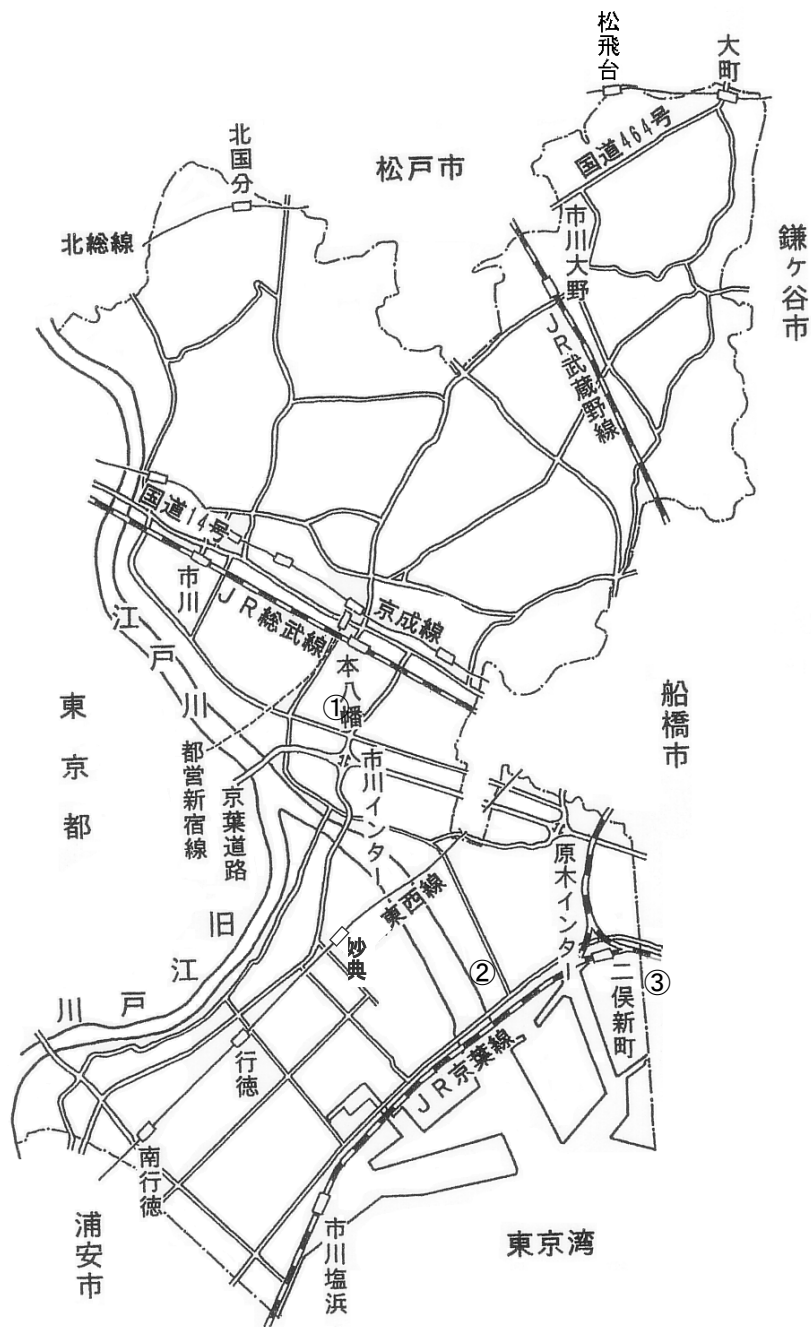 松飛台
大町
国道464号
北国分
松戸市
北総線
市川大野
鎌ヶ谷市
JR武蔵野線
国道14号
市川
JR総武線
京成線
江戸川
本八幡
①
東京都
船橋市
都営新宿線
京葉道路
市川インター
原木インター
東西線
妙典
旧江戸川
②
③
二俣新町
行徳
JR京葉線
南行徳
浦安市
市川塩浜
東京湾